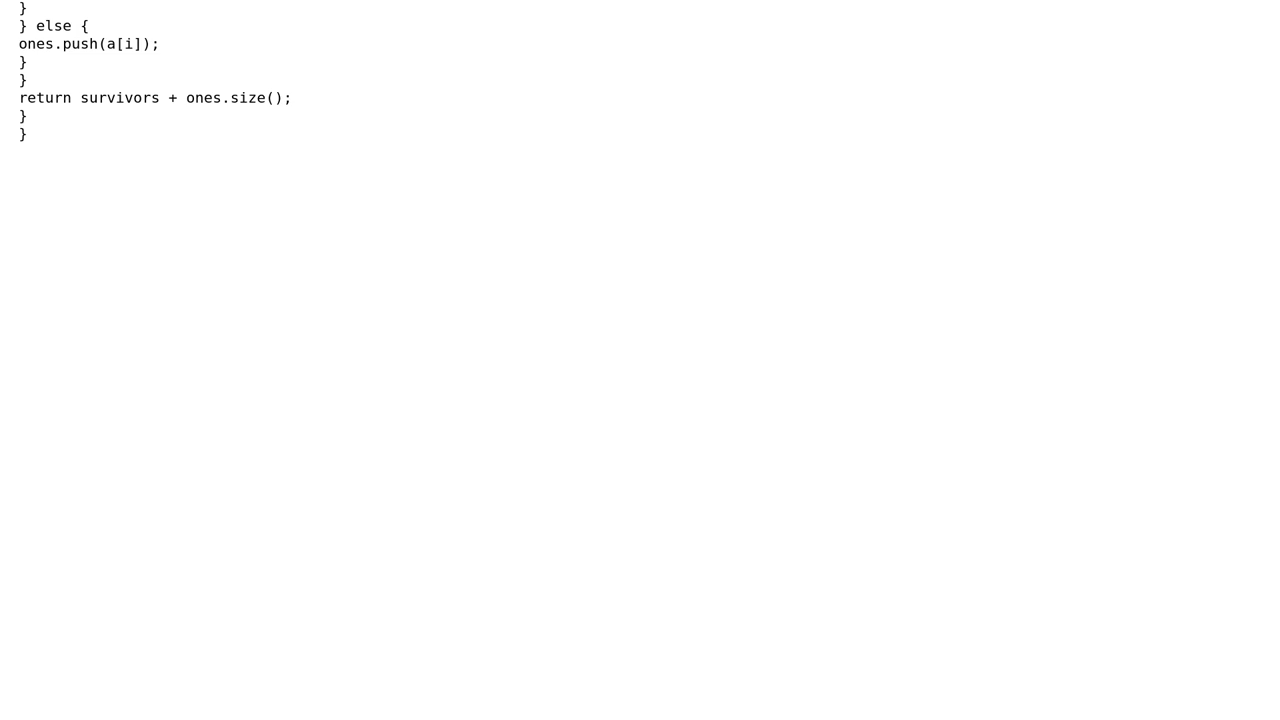 }
} else {
ones.push(a[i]);
}
}
return survivors + ones.size();
}
}